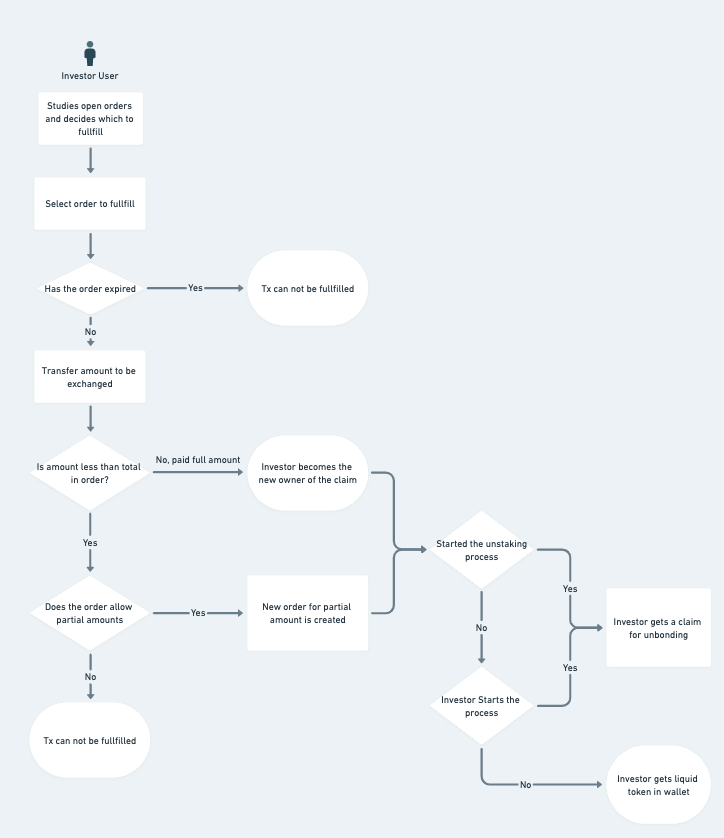 Investor User
Studies open orders
and decides which to
fullfill
Select order to fullfill
Has the order expired
Yes
Tx can not be fullfilled
No
Transfer amount to be
exchanged
Is amount less than total
in order?
No, paid full amount
Investor becomes the
new owner of the claim
Started the unstaking
process
Yes
Yes
Does the order allow
partial amounts
Yes
New order for partial
amount is created
No
Investor gets a claim
for unbonding
Yes
No
Investor Starts the
process
Tx can not be fullfilled
No
Investor gets liquid
token in wallet